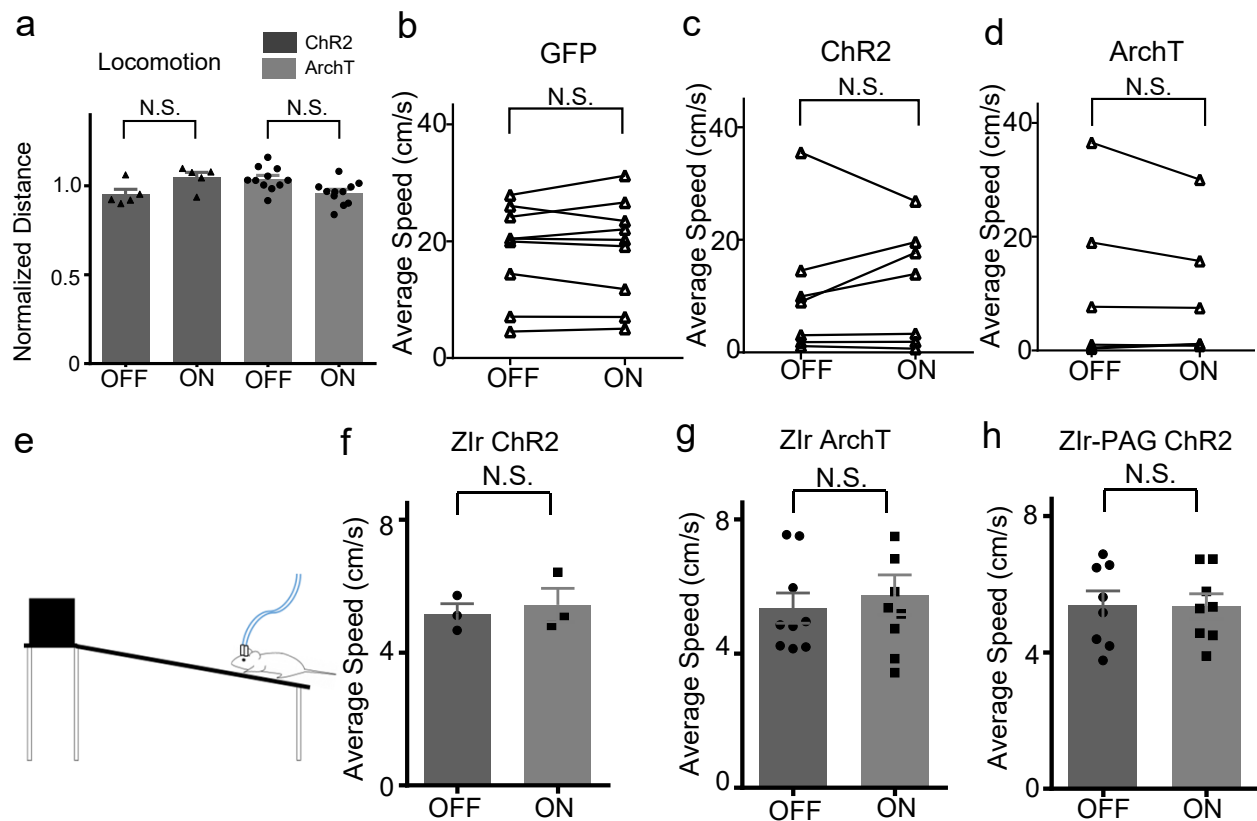 a
ChR2
ArchT
Locomotion
N.S.
N.S.
Normalized Distance
1.0
0.5
0
OFF
ON
OFF
ON
b
GFP
N.S.
Average Speed (cm/s)
40
20
0
OFF
ON
c
ChR2
N.S.
Average Speed (cm/s)
40
20
0
OFF
ON
d
ArchT
N.S.
Average Speed (cm/s)
40
20
0
OFF
ON
e
f
ZIr ChR2
N.S.
Average Speed (cm/s)
8
4
0
OFF
ON
g
ZIr ArchT
N.S.
Average Speed (cm/s)
8
4
0
OFF
ON
h
ZIr-PAG ChR2
N.S.
Average Speed (cm/s)
8
4
0
OFF
ON